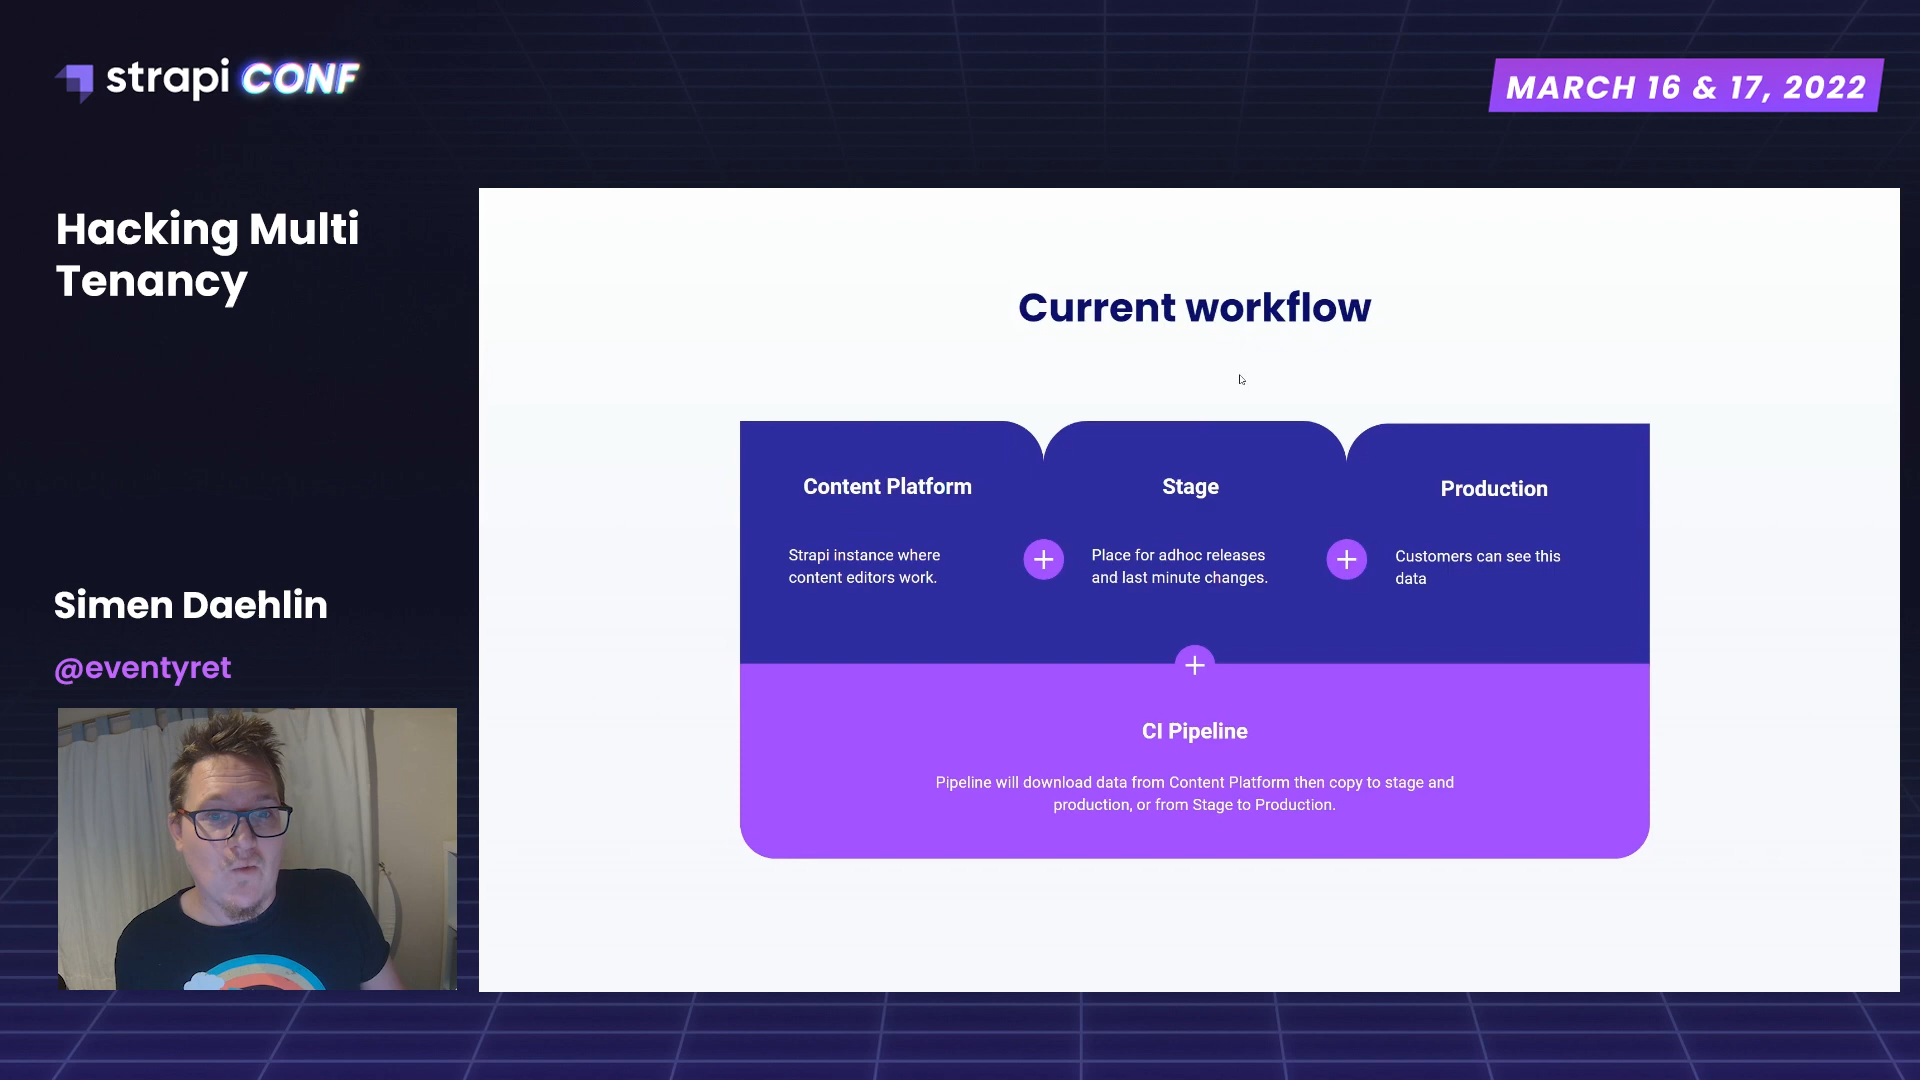 strapi CONF
MARCH 16 & 17, 2022
Hacking Multi
Tenancy
Simen Daehlin
@eventyret
Current workflow
Content Platform
Strapi instance where
content editors work.
Stage
Place for adhoc releases
and last minute changes.
Production
Customers can see this
data
CI Pipeline
Pipeline will download data from Content Platform then copy to stage and
production, or from Stage to Production.